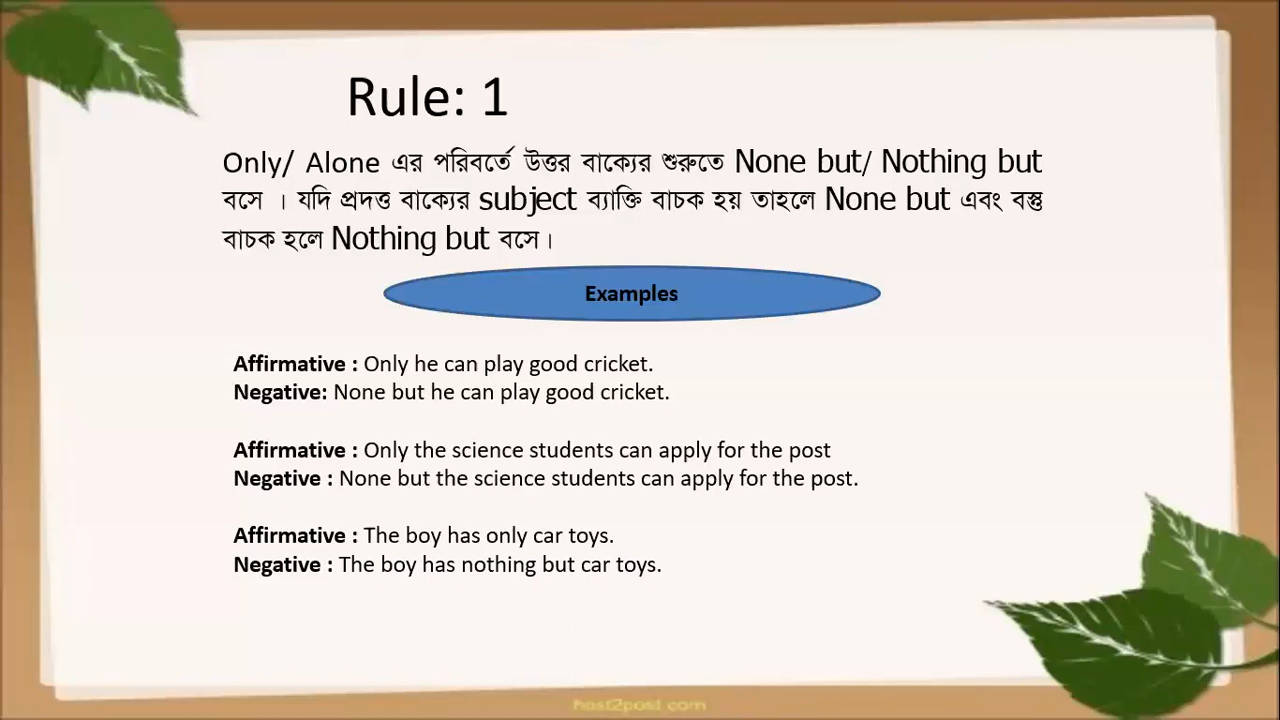 Rule: 1
Only/ Alone এর পরিবর্তে উত্তর বাক্যের শুরুতে None but/ Nothing but
বসে । যদি প্রদত্ত বাক্যের subject ব্যাক্তি বাচক হয় তাহলে None but এবং বস্তু
বাচক হলে Nothing but বসে।
Examples
Affirmative : Only he can play good cricket.
Negative: None but he can play good cricket.
Affirmative : Only the science students can apply for the post
Negative : None but the science students can apply for the post.
Affirmative : The boy has only car toys.
Negative : The boy has nothing but car toys.
host2post.com